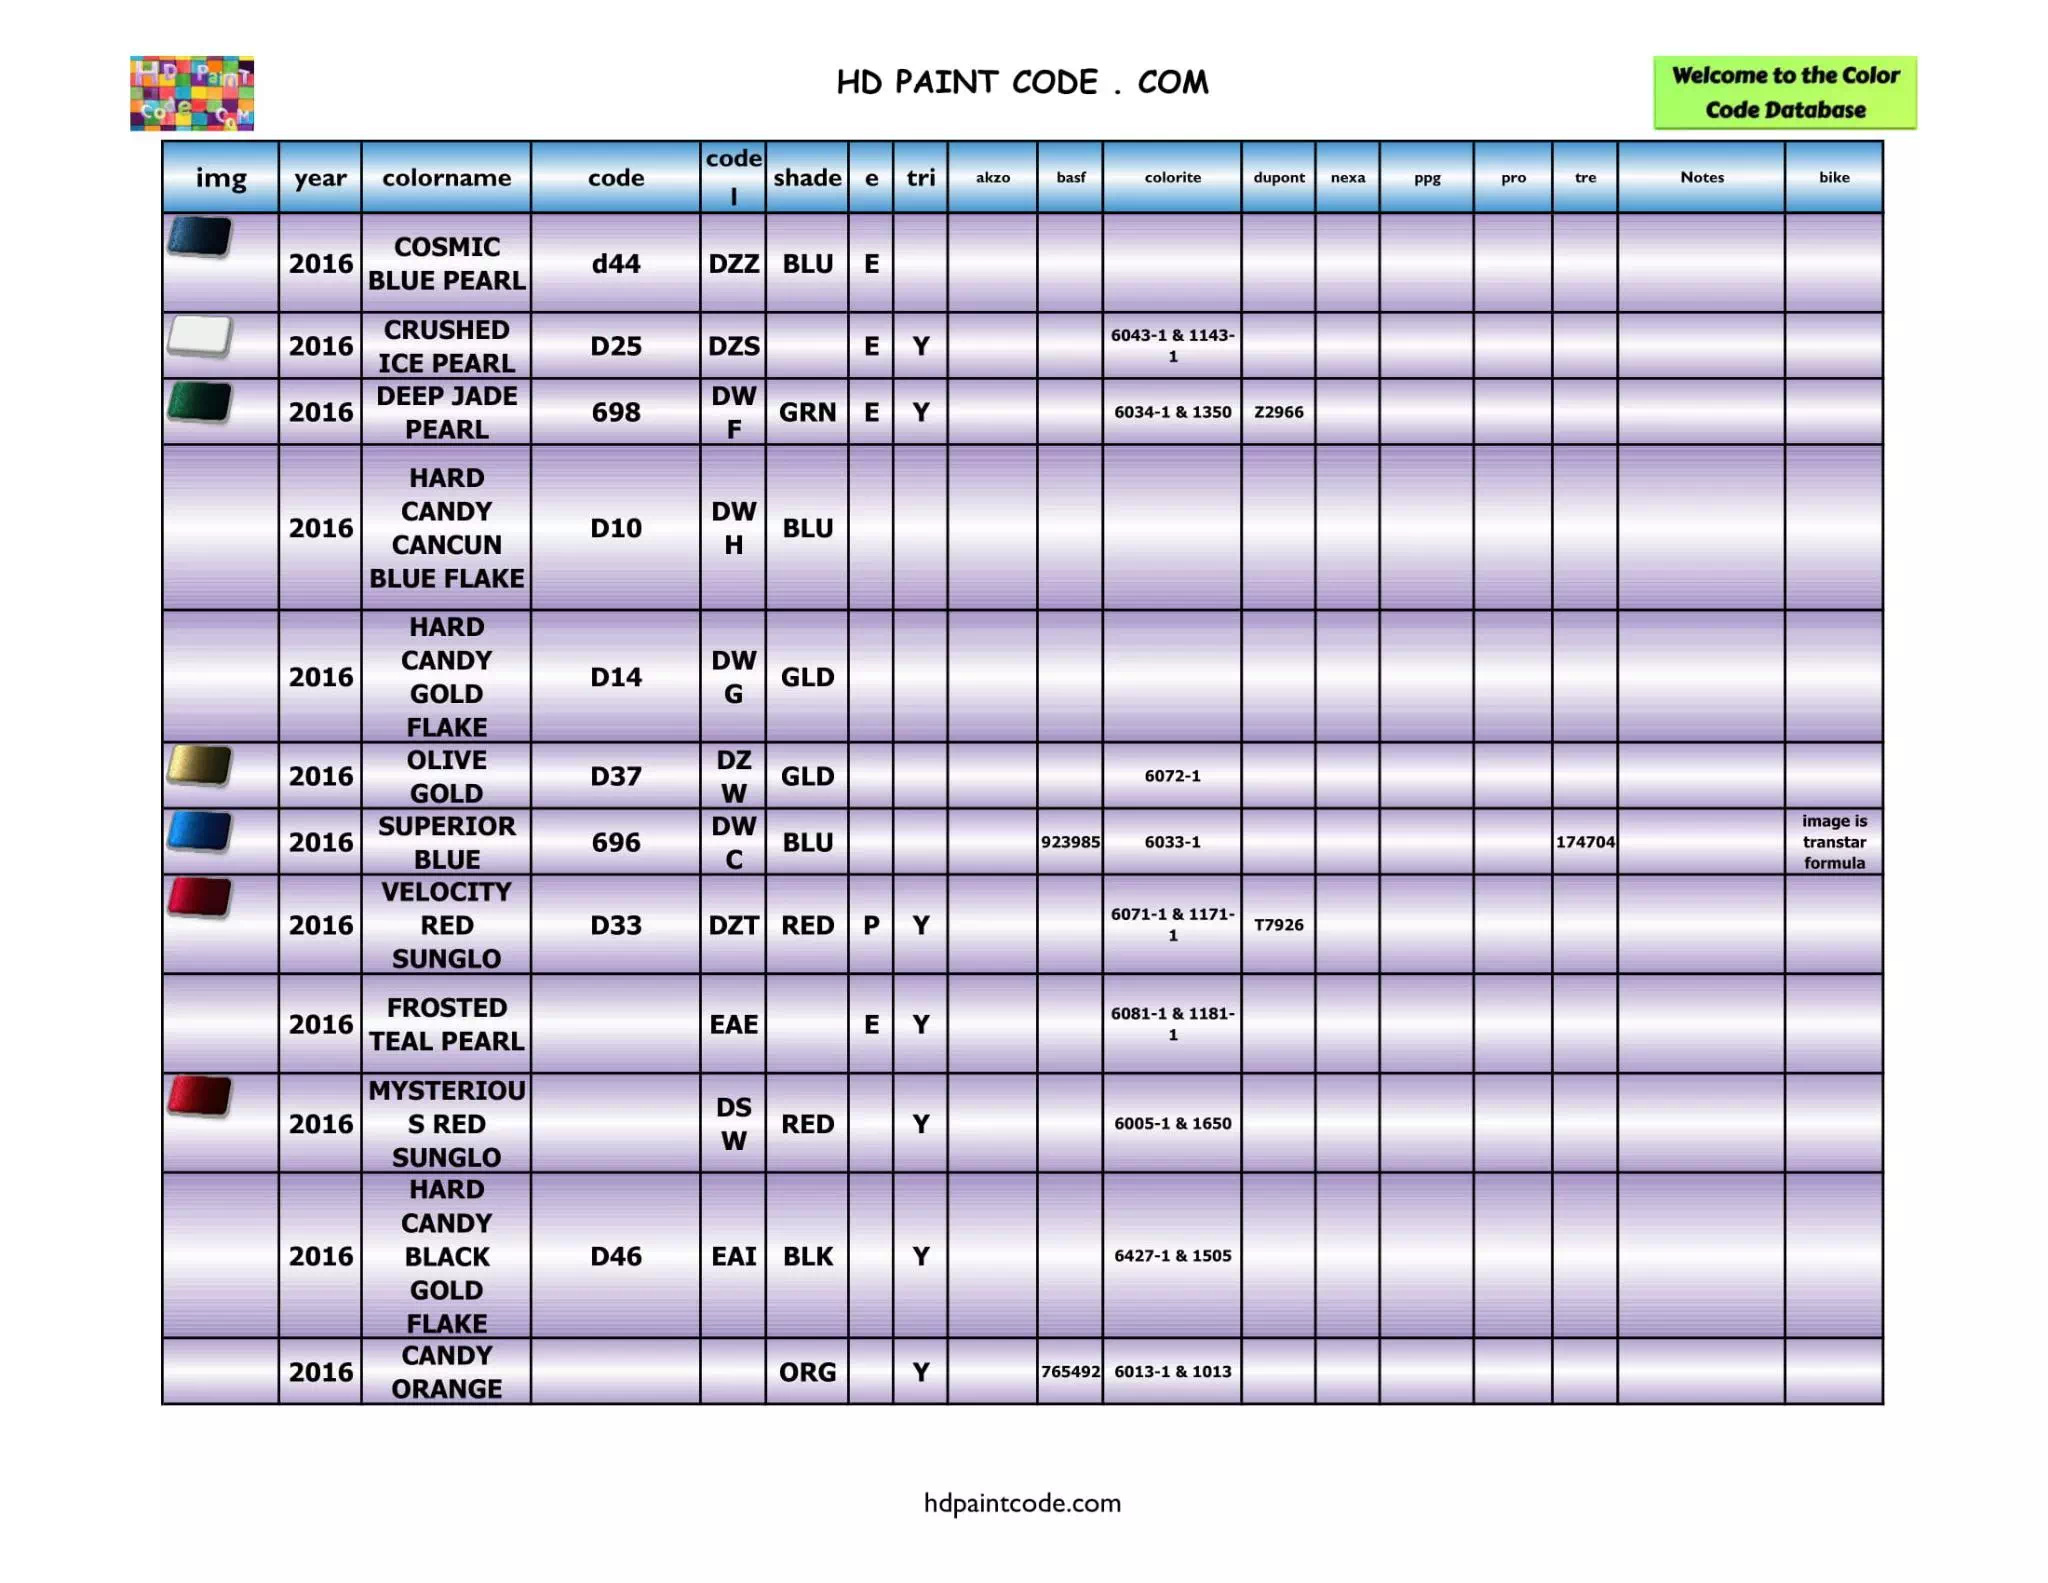 HD PAINT CODE . COM
HD Paint
Code
COM
Welcome to the Color
Code Database
img year colorname code code l shade e tri akzo basf colorite dupont nexa ppg pro tre Notes bike
2016 COSMIC BLUE PEARL d44 DZZ BLU E
2016 CRUSHED ICE PEARL D25 DZS E Y 6043-1 & 1143-1
2016 DEEP JADE PEARL 698 DWF GRN E Y 6034-1 & 1350 Z2966
2016 HARD CANDY CANCUN BLUE FLAKE D10 DWH BLU
2016 HARD CANDY GOLD FLAKE D14 DWG GLD
2016 OLIVE GOLD D37 DZW GLD 6072-1
2016 SUPERIOR BLUE 696 DWC BLU 923985 6033-1 174704 image is transtar formula
2016 VELOCITY RED SUNGLO D33 DZT RED P Y 6071-1 & 1171-1 T7926
2016 FROSTED TEAL PEARL EAE E Y 6081-1 & 1181-1
2016 MYSTERIOUS RED SUNGLO DSW RED Y 6005-1 & 1650
2016 HARD CANDY BLACK GOLD FLAKE D46 EAI BLK Y 6427-1 & 1505
2016 CANDY ORANGE ORG Y 765492 6013-1 & 1013
hdpaintcode.com